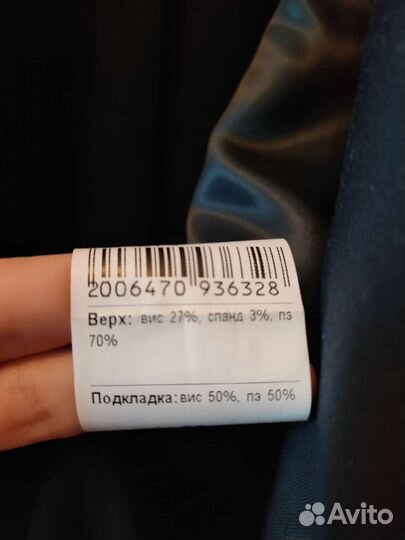 2006470 936328
Верх: вис 27%, спанд 3%, пэ
70%
Подкладка:вис 50%, пэ 50%
Avito